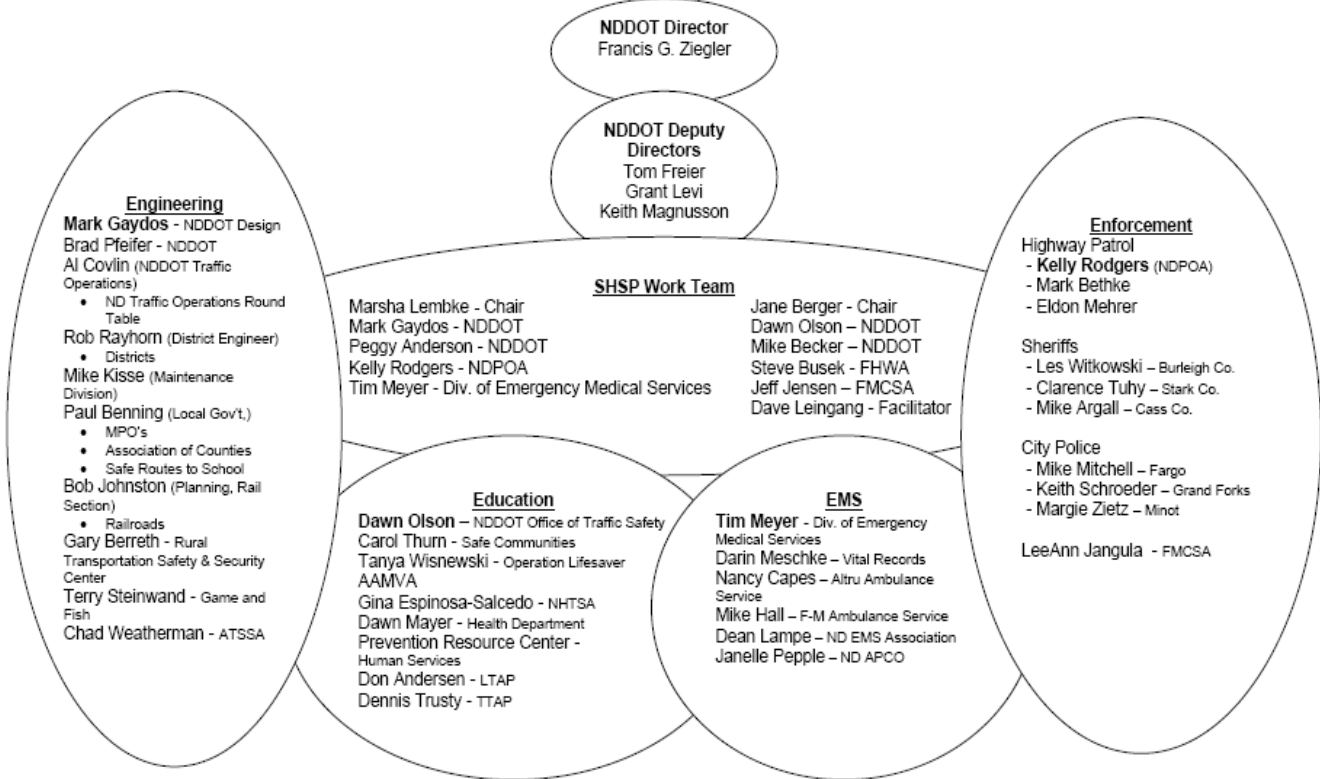 NDDOT Director
Francis G. Ziegler
NDDOT Deputy
Directors
Tom Freier
Grant Levi
Keith Magnusson
Engineering
Mark Gaydos - NDDOT Design
Brad Pfeifer - NDDOT
Al Covlin (NDDOT Traffic
Operations)
• ND Traffic Operations Round
Table
Rob Rayhorn (District Engineer)
• Districts
Mike Kisse (Maintenance
Division)
Paul Benning (Local Gov't,)
• MPO's
• Association of Counties
• Safe Routes to School
Bob Johnston (Planning, Rail
Section)
• Railroads
Gary Berreth - Rural
Transportation Safety & Security
Center
Terry Steinwand - Game and
Fish
Chad Weatherman - ATSSA
SHSP Work Team
Marsha Lembke - Chair
Mark Gaydos - NDDOT
Peggy Anderson - NDDOT
Kelly Rodgers - NDPOA
Tim Meyer - Div. of Emergency Medical Services
Jane Berger - Chair
Dawn Olson – NDDOT
Mike Becker – NDDOT
Steve Busek – FHWA
Jeff Jensen – FMCSA
Dave Leingang - Facilitator
Education
Dawn Olson – NDDOT Office of Traffic Safety
Carol Thurn - Safe Communities
Tanya Wisnewski - Operation Lifesaver
AAMVA
Gina Espinosa-Salcedo - NHTSA
Dawn Mayer - Health Department
Prevention Resource Center -
Human Services
Don Andersen - LTAP
Dennis Trusty - TTAP
EMS
Tim Meyer - Div. of Emergency
Medical Services
Darin Meschke – Vital Records
Nancy Capes – Altru Ambulance
Service
Mike Hall – F-M Ambulance Service
Dean Lampe – ND EMS Association
Janelle Pepple – ND APCO
Enforcement
Highway Patrol
- Kelly Rodgers (NDPOA)
- Mark Bethke
- Eldon Mehrer
Sheriffs
- Les Witkowski – Burleigh Co.
- Clarence Tuhy – Stark Co.
- Mike Argall – Cass Co.
City Police
- Mike Mitchell – Fargo
- Keith Schroeder – Grand Forks
- Margie Zietz – Minot
LeeAnn Jangula - FMCSA